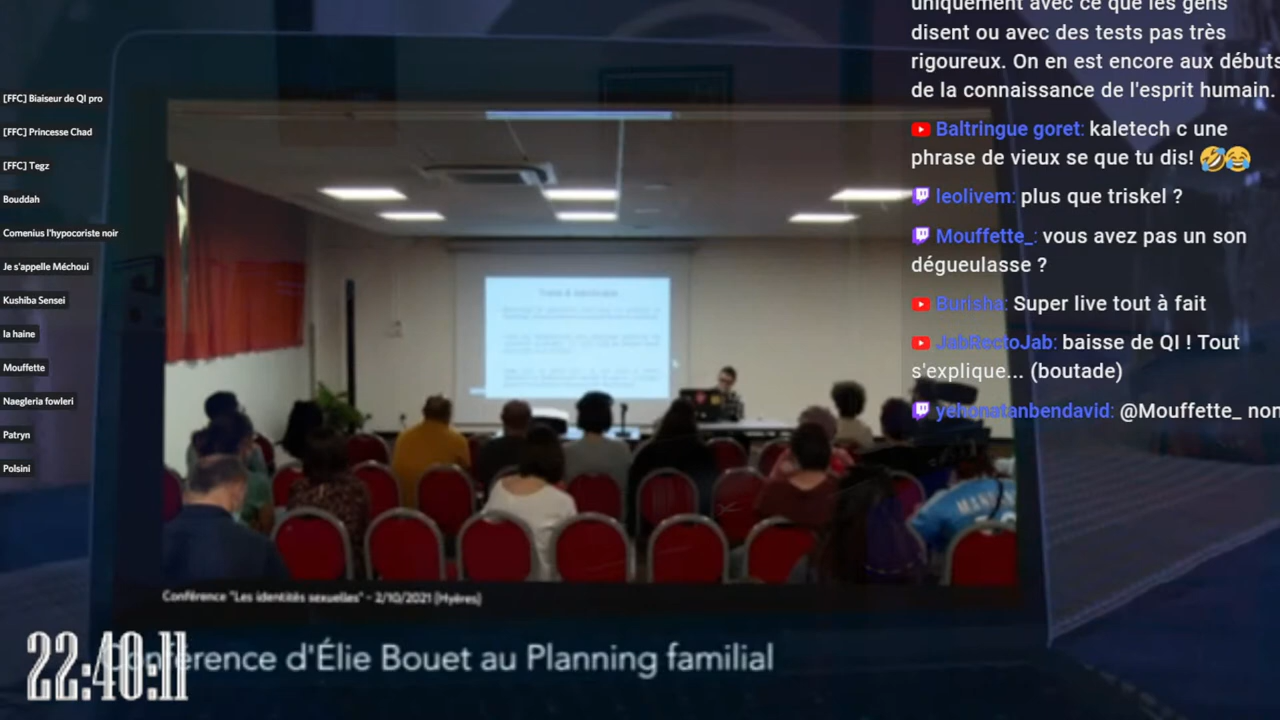 [FFC] Biaiseur de QI pro
[FFC] Princesse Chad
[FFC] Tegz
Bouddah
Comenius l'hypocoriste noir
Je s'appelle Méchoui
Kushiba Sensei
la haine
Mouffette
Naegleria fowleri
Patryn
Polsini
uniquement avec ce que les gens
disent ou avec des tests pas très
rigoureux. On en est encore aux débuts
de la connaissance de l'esprit humain.
Baltringue goret: kaletech c une
phrase de vieux se que tu dis! 🤣😂
leolivem: plus que triskel ?
Mouffette_: vous avez pas un son
dégueulasse ?
Burisha: Super live tout à fait
JabRectoJab: baisse de QI ! Tout
s'explique... (boutade)
yehonatanbendavid: @Mouffette_ non
Conférence "Les identités sexuelles" - 2/10/2021 [Hyères]
Conférence d'Élie Bouet au Planning familial
22:40:11